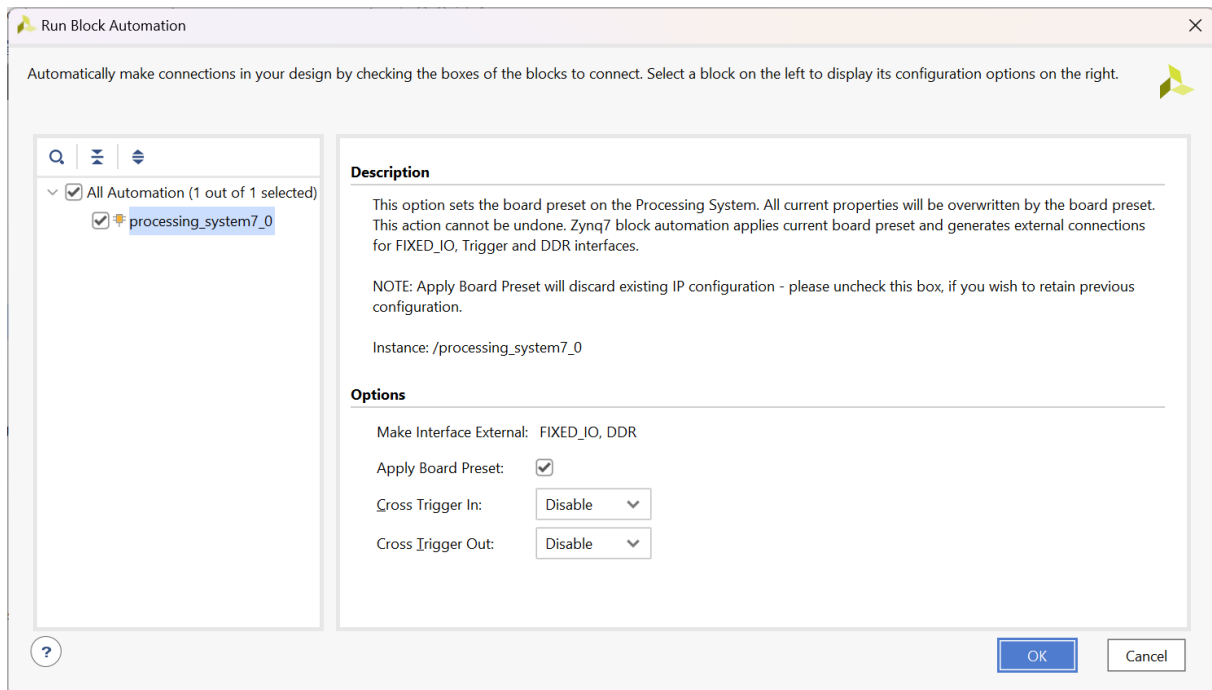 Run Block Automation
Automatically make connections in your design by checking the boxes of the blocks to connect. Select a block on the left to display its configuration options on the right.
All Automation (1 out of 1 selected)
processing_system7_0
Description
This option sets the board preset on the Processing System. All current properties will be overwritten by the board preset.
This action cannot be undone. Zynq7 block automation applies current board preset and generates external connections
for FIXED_IO, Trigger and DDR interfaces.
NOTE: Apply Board Preset will discard existing IP configuration - please uncheck this box, if you wish to retain previous
configuration.
Instance: /processing_system7_0
Options
Make Interface External: FIXED_IO, DDR
Apply Board Preset:
Cross Trigger In: Disable
Cross Trigger Out: Disable
?
OK Cancel